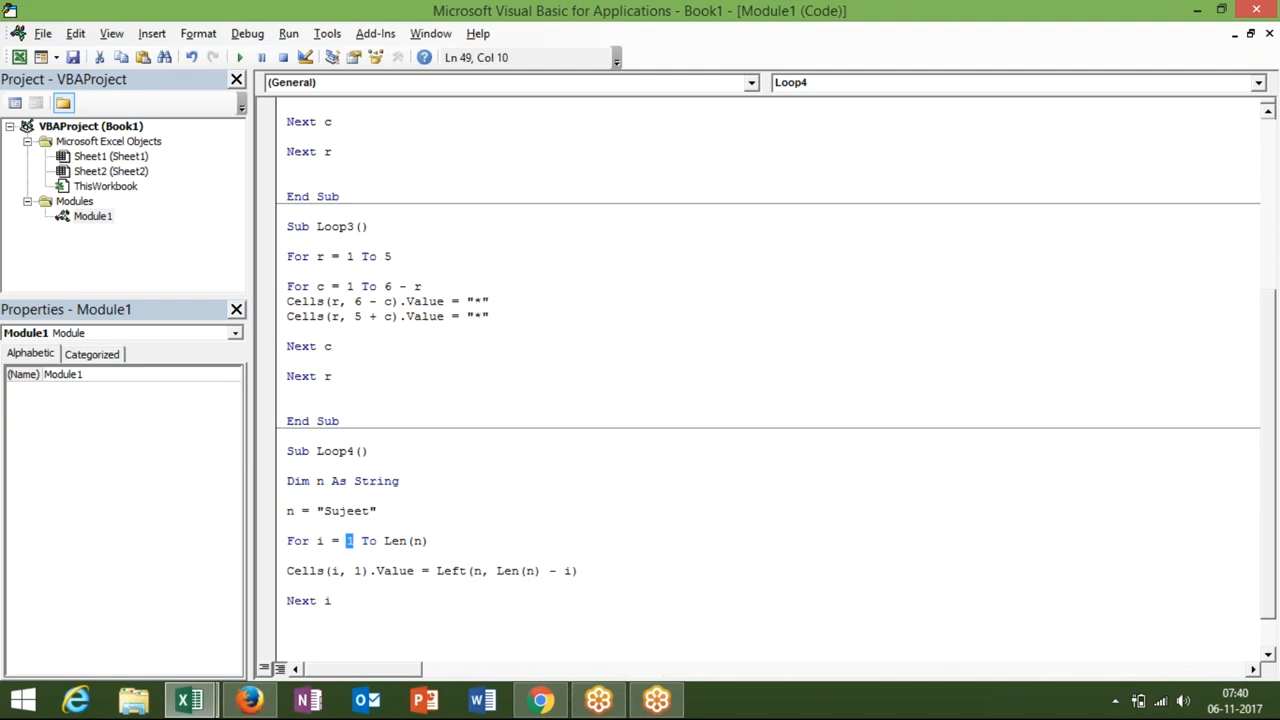 Microsoft Visual Basic for Applications - Book1 - [Module1 (Code)]
File Edit View Insert Format Debug Run Tools Add-Ins Window Help
Ln 49, Col 10
Project - VBAProject
VBAProject (Book1)
Microsoft Excel Objects
Sheet1 (Sheet1)
Sheet2 (Sheet2)
ThisWorkbook
Modules
Module1
Properties - Module1
Module1 Module
Alphabetic Categorized
(Name) Module1
(General) Loop4
Next c
Next r
End Sub
Sub Loop3()
For r = 1 To 5
For c = 1 To 6 - r
Cells(r, 6 - c).Value = "*"
Cells(r, 5 + c).Value = "*"
Next c
Next r
End Sub
Sub Loop4()
Dim n As String
n = "Sujeet"
For i = 1 To Len(n)
Cells(i, 1).Value = Left(n, Len(n) - i)
Next i
07:40
06-11-2017